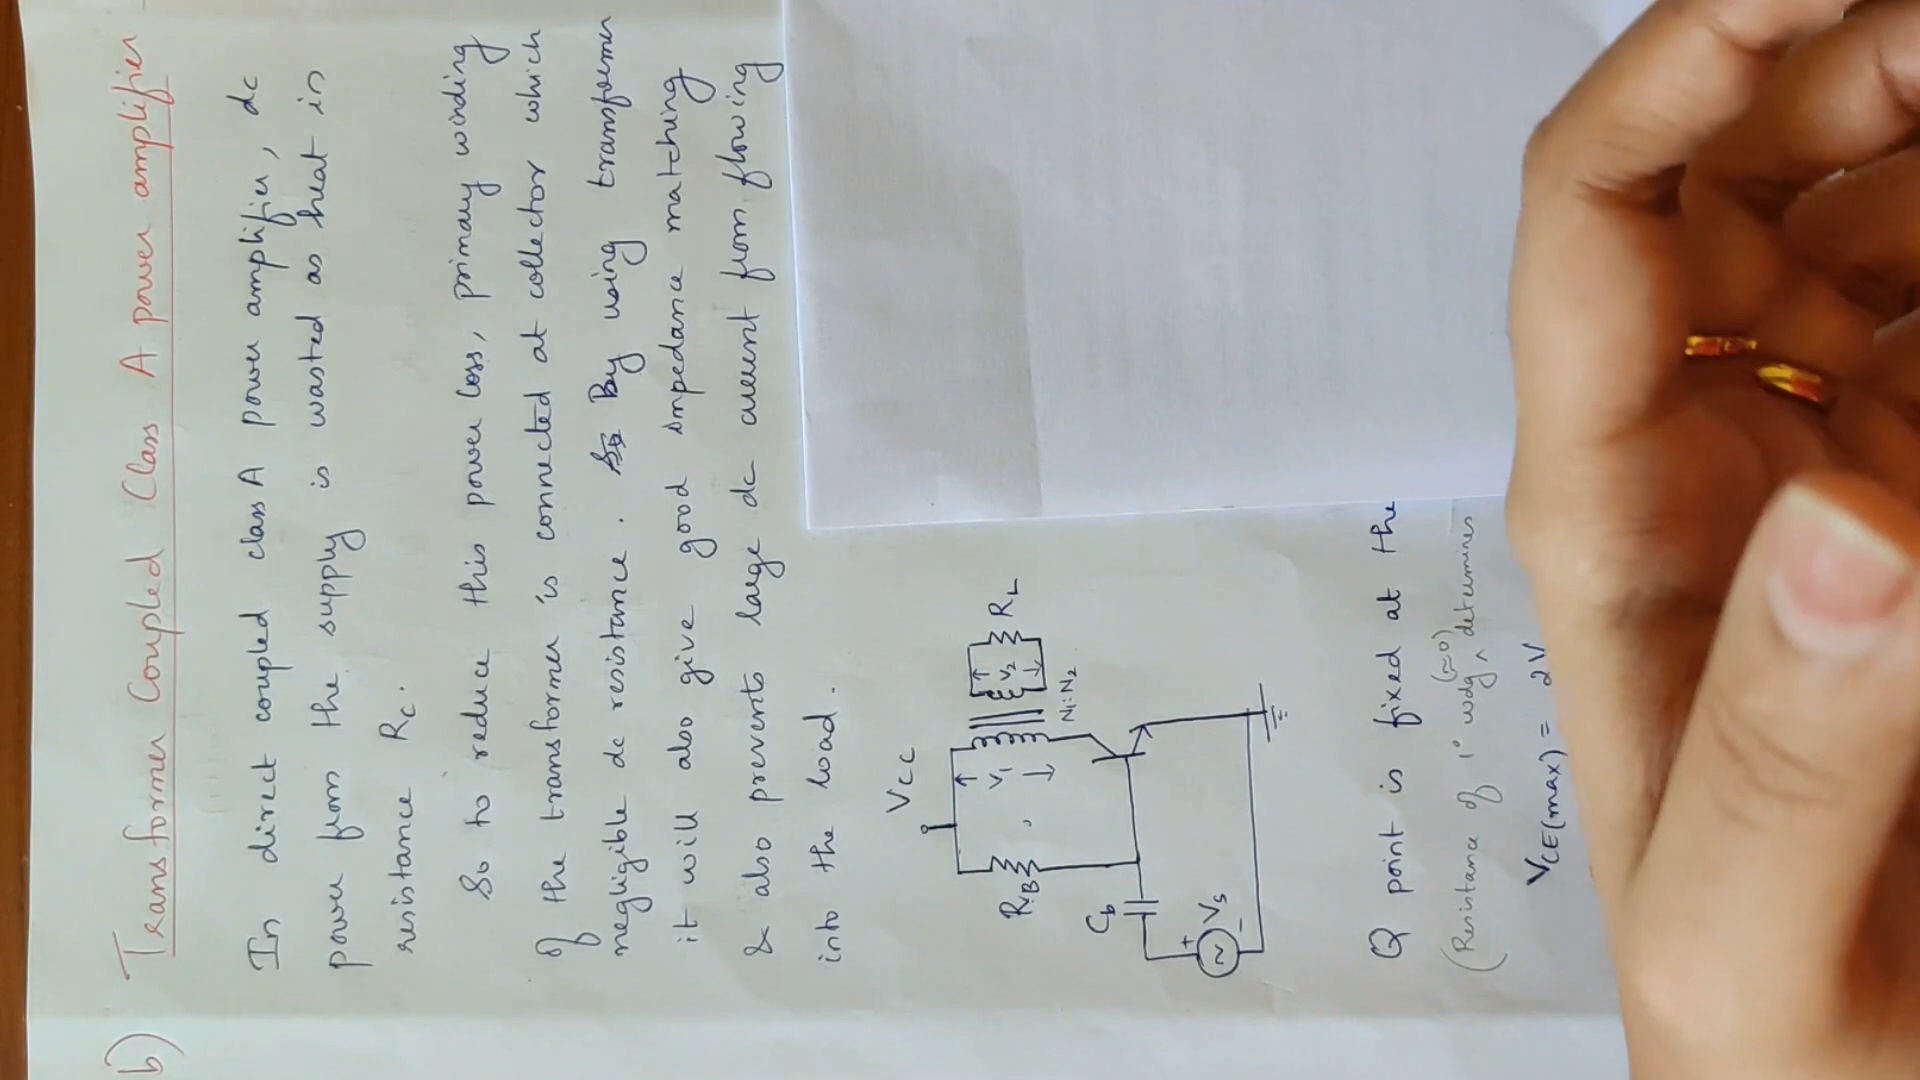 b) Transformer Coupled Class A power amplifier
In direct coupled class A power amplifier, dc
power from the supply is wasted as heat in
resistance Rc.
So to reduce this power loss, primary winding
of the transformer is connected at collector which
negligible dc resistance. By using transformer
it will also give good impedance matching
& also prevents large dc current from flowing
into the load.
VCC
RB
V1
V2
RL
N1:N2
Cb
+
Vs
-
Q point is fixed at the
(Resistance of 1° wdg (≈0) ^ determines
VCE(max) = 2V